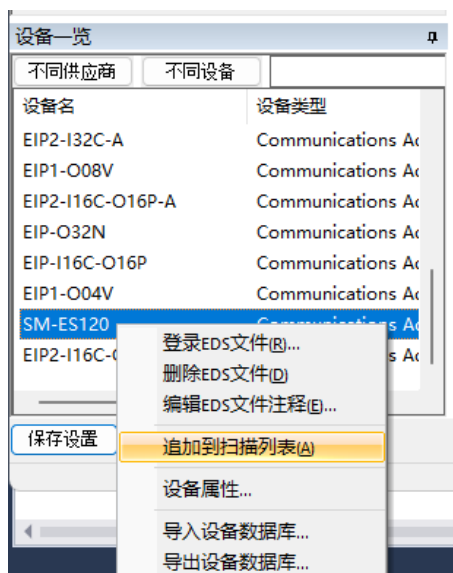 设备一览
不同供应商 不同设备
设备名 设备类型
EIP2-I32C-A Communications Ac
EIP1-O08V Communications Ac
EIP2-I16C-O16P-A Communications Ac
EIP-O32N Communications Ac
EIP-I16C-O16P Communications Ac
EIP1-O04V Communications Ac
SM-ES120 Communications Ac
EIP2-I16C- s Ac
登录EDS文件(R)...
删除EDS文件(D)
编辑EDS文件注释(E)...
保存设置
追加到扫描列表(A)
设备属性...
导入设备数据库...
导出设备数据库...